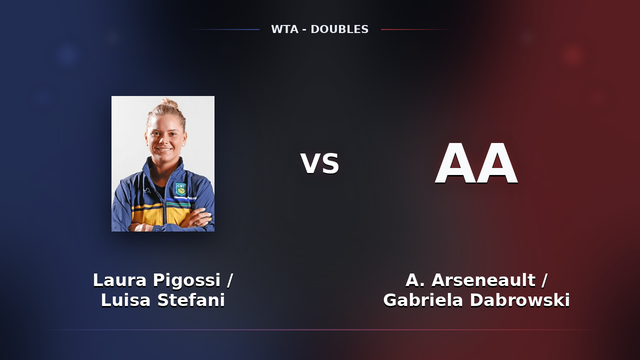 WTA - DOUBLES
VS
AA
Laura Pigossi /
Luisa Stefani
A. Arseneault /
Gabriela Dabrowski